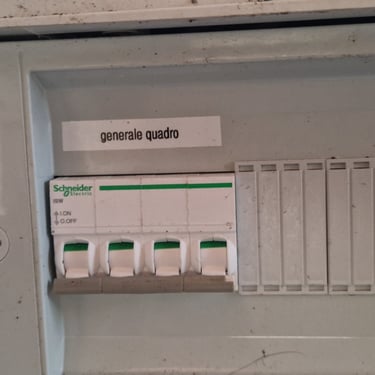 generale quadro
Schneider
Electric
iSW
I.ON
O.OFF